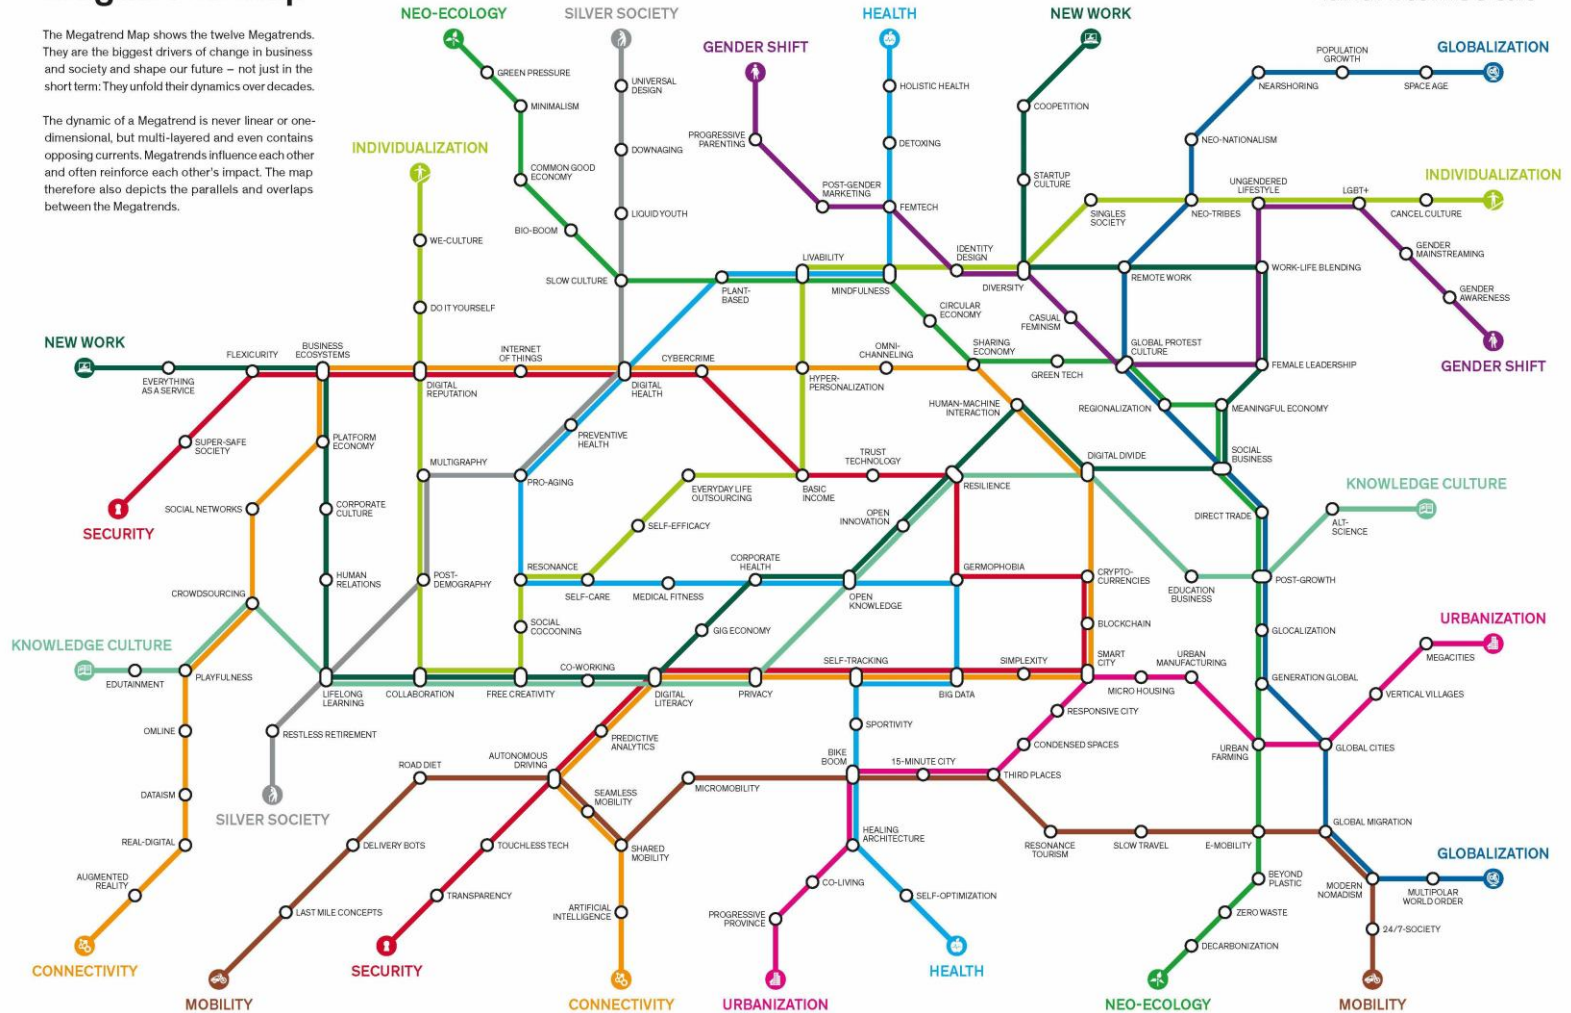 The Megatrend Map shows the twelve Megatrends.
They are the biggest drivers of change in business
and society and shape our future – not just in the
short term: They unfold their dynamics over decades.
The dynamic of a Megatrend is never linear or one-
dimensional, but multi-layered and even contains
opposing currents. Megatrends influence each other
and often reinforce each other's impact. The map
therefore also depicts the parallels and overlaps
between the Megatrends.
NEO-ECOLOGY
SILVER SOCIETY
HEALTH
NEW WORK
GENDER SHIFT
GLOBALIZATION
POPULATION
GROWTH
GREEN PRESSURE
UNIVERSAL
DESIGN
HOLISTIC HEALTH
NEARSHORING
SPACE AGE
MINIMALISM
COOPETITION
PROGRESSIVE
PARENTING
DETOXING
NEO-NATIONALISM
INDIVIDUALIZATION
DOWNAGING
COMMON GOOD
ECONOMY
STARTUP
CULTURE
INDIVIDUALIZATION
POST-GENDER
MARKETING
UNGENDERED
LIFESTYLE
LGBT+
LIQUID YOUTH
FEMTECH
SINGLES
SOCIETY
NEO-TRIBES
CANCEL CULTURE
BIO-BOOM
WE-CULTURE
GENDER
MAINSTREAMING
LIVABILITY
IDENTITY
DESIGN
SLOW CULTURE
PLANT-
BASED
MINDFULNESS
DIVERSITY
REMOTE WORK
WORK-LIFE BLENDING
GENDER
AWARENESS
DO IT YOURSELF
CIRCULAR
ECONOMY
CASUAL
FEMINISM
NEW WORK
FLEXICURITY
BUSINESS
ECOSYSTEMS
INTERNET
OF THINGS
CYBERCRIME
OMNI-
CHANNELING
SHARING
ECONOMY
GLOBAL PROTEST
CULTURE
FEMALE LEADERSHIP
GENDER SHIFT
EVERYTHING
AS A SERVICE
DIGITAL
REPUTATION
DIGITAL
HEALTH
HYPER-
PERSONALIZATION
GREEN TECH
HUMAN-MACHINE
INTERACTION
REGIONALIZATION
MEANINGFUL ECONOMY
SUPER-SAFE
SOCIETY
PLATFORM
ECONOMY
PREVENTIVE
HEALTH
TRUST
TECHNOLOGY
DIGITAL DIVIDE
SOCIAL
BUSINESS
MULTIGRAPHY
PRO-AGING
EVERYDAY LIFE
OUTSOURCING
BASIC
INCOME
RESILIENCE
KNOWLEDGE CULTURE
SOCIAL NETWORKS
CORPORATE
CULTURE
SELF-EFFICACY
OPEN
INNOVATION
DIRECT TRADE
ALT-
SCIENCE
SECURITY
HUMAN
RELATIONS
POST-
DEMOGRAPHY
RESONANCE
CORPORATE
HEALTH
GERMOPHOBIA
CRYPTO-
CURRENCIES
POST-GROWTH
CROWDSOURCING
SELF-CARE
MEDICAL FITNESS
OPEN
KNOWLEDGE
EDUCATION
BUSINESS
SOCIAL
COCOONING
GIG ECONOMY
BLOCKCHAIN
GLOCALIZATION
URBANIZATION
KNOWLEDGE CULTURE
MEGACITIES
CO-WORKING
SELF-TRACKING
SIMPLEXITY
SMART
CITY
URBAN
MANUFACTURING
EDUTAINMENT
PLAYFULNESS
LIFELONG
LEARNING
COLLABORATION
FREE CREATIVITY
DIGITAL
LITERACY
PRIVACY
BIG DATA
MICRO HOUSING
GENERATION GLOBAL
VERTICAL VILLAGES
RESPONSIVE CITY
OMLINE
RESTLESS RETIREMENT
PREDICTIVE
ANALYTICS
SPORTIVITY
CONDENSED SPACES
URBAN
FARMING
GLOBAL CITIES
AUTONOMOUS
DRIVING
BIKE
BOOM
15-MINUTE CITY
ROAD DIET
THIRD PLACES
DATAISM
SEAMLESS
MOBILITY
MICROMOBILITY
SILVER SOCIETY
GLOBAL MIGRATION
REAL-DIGITAL
DELIVERY BOTS
TOUCHLESS TECH
SHARED
MOBILITY
HEALING
ARCHITECTURE
RESONANCE
TOURISM
SLOW TRAVEL
E-MOBILITY
GLOBALIZATION
AUGMENTED
REALITY
TRANSPARENCY
CO-LIVING
SELF-OPTIMIZATION
BEYOND
PLASTIC
MODERN
NOMADISM
MULTIPOLAR
WORLD ORDER
LAST MILE CONCEPTS
ARTIFICIAL
INTELLIGENCE
PROGRESSIVE
PROVINCE
ZERO WASTE
24/7-SOCIETY
DECARBONIZATION
CONNECTIVITY
SECURITY
HEALTH
MOBILITY
CONNECTIVITY
URBANIZATION
NEO-ECOLOGY
MOBILITY